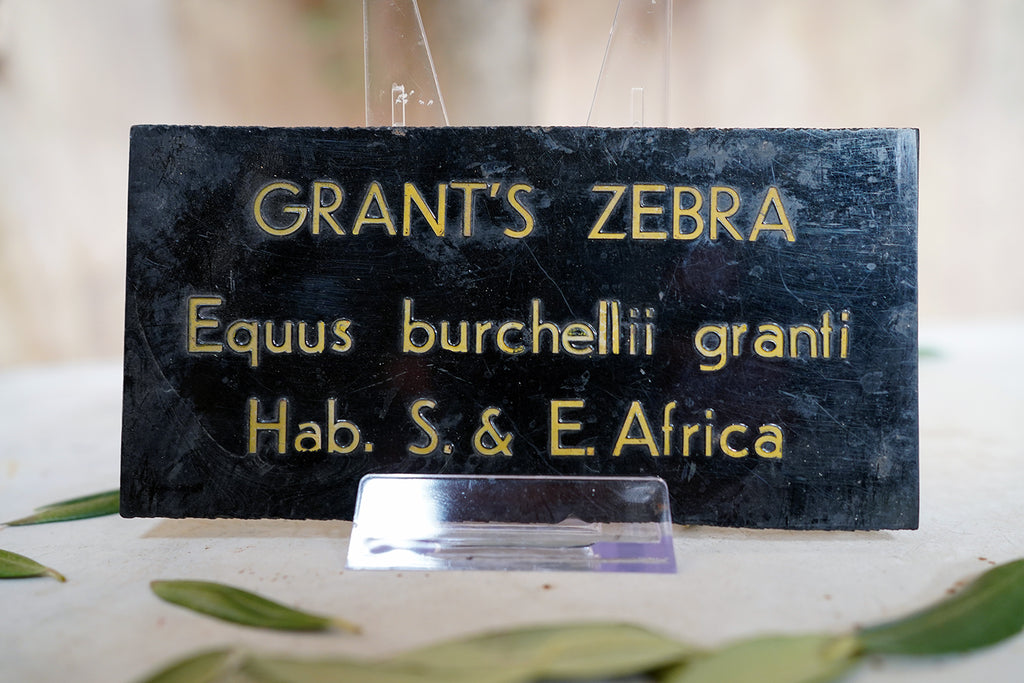 GRANT'S ZEBRA
Equus burchellii granti
Hab. S. & E. Africa